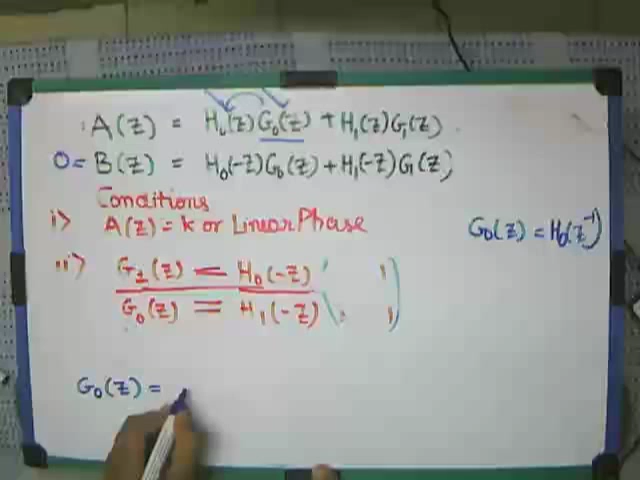 A(z) = H₀(z)G₀(z) + H₁(z)G₁(z)
0 = B(z) = H₀(-z)G₀(z) + H₁(-z)G₁(z)
Conditions
i> A(z) = k or Linear Phase
G₀(z) = H₀(z⁻¹)
ii> G₁(z) = H₀(-z)
G₀(z) = H₁(-z)
G₀(z) =